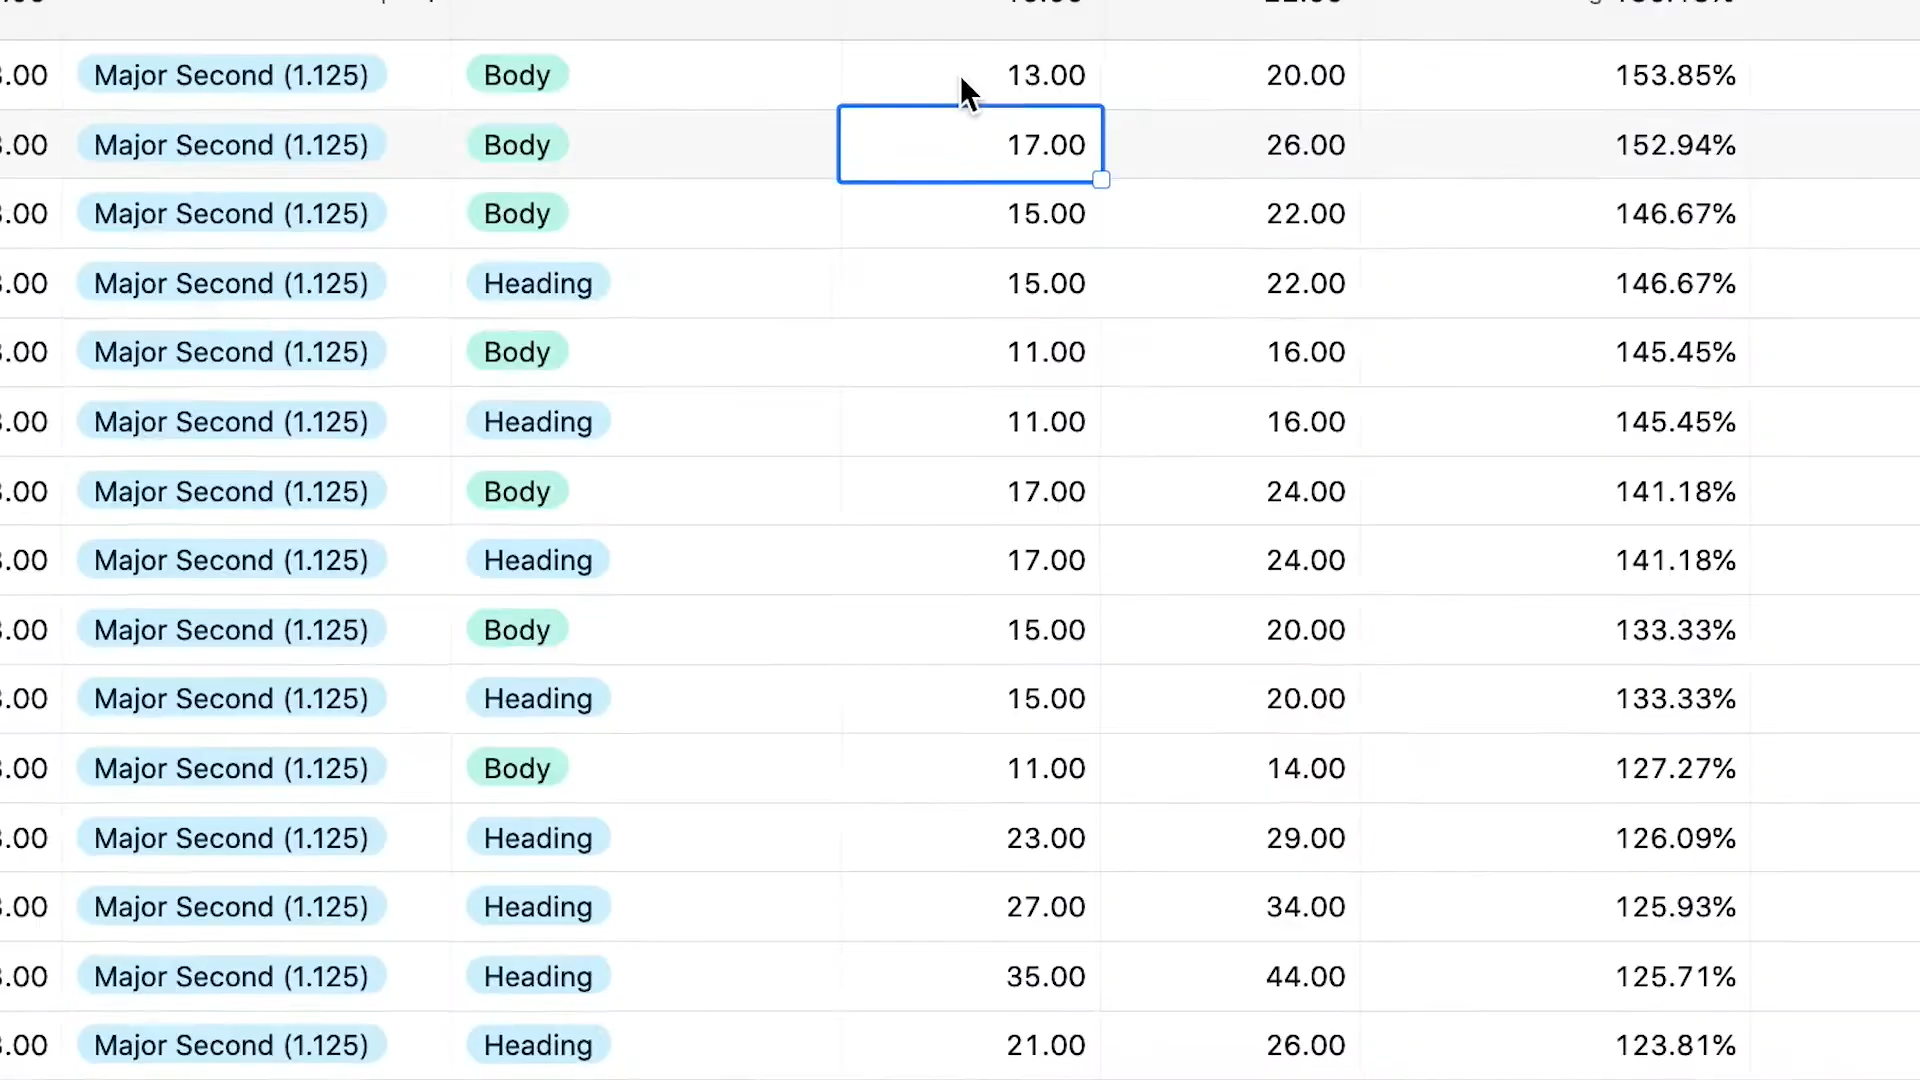 .00 Major Second (1.125) Body 13.00 20.00 153.85%
.00 Major Second (1.125) Body 17.00 26.00 152.94%
.00 Major Second (1.125) Body 15.00 22.00 146.67%
.00 Major Second (1.125) Heading 15.00 22.00 146.67%
.00 Major Second (1.125) Body 11.00 16.00 145.45%
.00 Major Second (1.125) Heading 11.00 16.00 145.45%
.00 Major Second (1.125) Body 17.00 24.00 141.18%
.00 Major Second (1.125) Heading 17.00 24.00 141.18%
.00 Major Second (1.125) Body 15.00 20.00 133.33%
.00 Major Second (1.125) Heading 15.00 20.00 133.33%
.00 Major Second (1.125) Body 11.00 14.00 127.27%
.00 Major Second (1.125) Heading 23.00 29.00 126.09%
.00 Major Second (1.125) Heading 27.00 34.00 125.93%
.00 Major Second (1.125) Heading 35.00 44.00 125.71%
.00 Major Second (1.125) Heading 21.00 26.00 123.81%